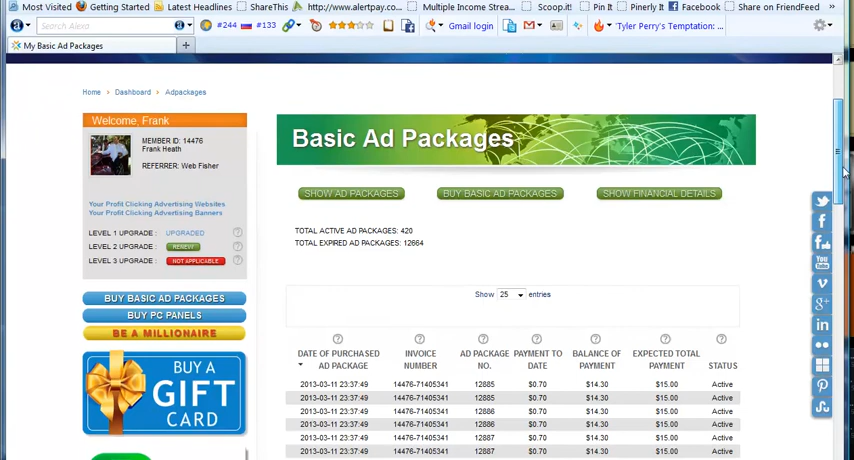 Most Visited Getting Started Latest Headlines ShareThis http://www.alertpay.co... Multiple Income Strea... Scoop.it! Pin It Pinerly It Facebook Share on FriendFeed
Search Alexa #244 #133 Gmail login 'Tyler Perry's Temptation: ...
My Basic Ad Packages
Home Dashboard Adpackages
Welcome, Frank
MEMBER ID: 14476
Frank Heath
REFERRER: Web Fisher
Your Profit Clicking Advertising Websites
Your Profit Clicking Advertising Banners
LEVEL 1 UPGRADE : UPGRADED
LEVEL 2 UPGRADE : RENEW
LEVEL 3 UPGRADE : NOT APPLICABLE
BUY BASIC AD PACKAGES
BUY PC PANELS
BE A MILLIONAIRE
BUY A
GIFT
CARD
Basic Ad Packages
SHOW AD PACKAGES BUY BASIC AD PACKAGES SHOW FINANCIAL DETAILS
TOTAL ACTIVE AD PACKAGES: 420
TOTAL EXPIRED AD PACKAGES: 12664
Show 25 entries
DATE OF PURCHASED AD PACKAGE INVOICE NUMBER AD PACKAGE NO. PAYMENT TO DATE BALANCE OF PAYMENT EXPECTED TOTAL PAYMENT STATUS
2013-03-11 23:37:49 14476-71405341 12885 $0.70 $14.30 $15.00 Active
2013-03-11 23:37:49 14476-71405341 12885 $0.70 $14.30 $15.00 Active
2013-03-11 23:37:49 14476-71405341 12886 $0.70 $14.30 $15.00 Active
2013-03-11 23:37:49 14476-71405341 12886 $0.70 $14.30 $15.00 Active
2013-03-11 23:37:49 14476-71405341 12887 $0.70 $14.30 $15.00 Active
2013-03-11 23:37:49 14476-71405341 12887 $0.70 $14.30 $15.00 Active